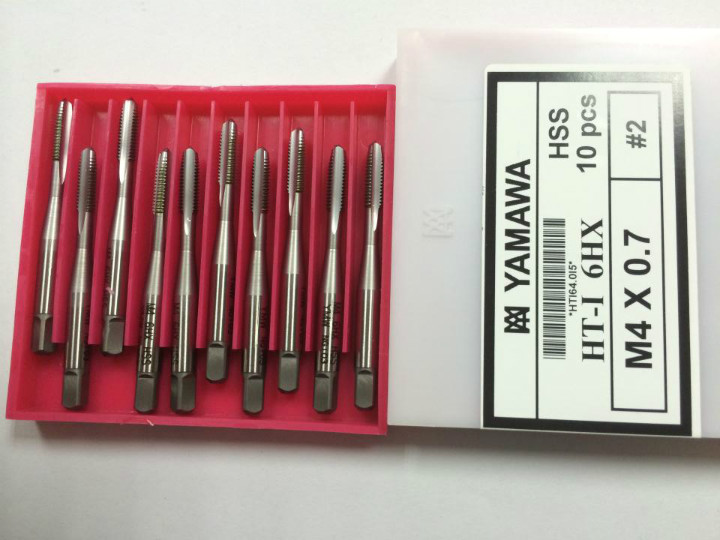 YAMAWA
HSS
10 pcs
*HTI64.0I5*
HT-I 6HX
M4 X 0.7
#2